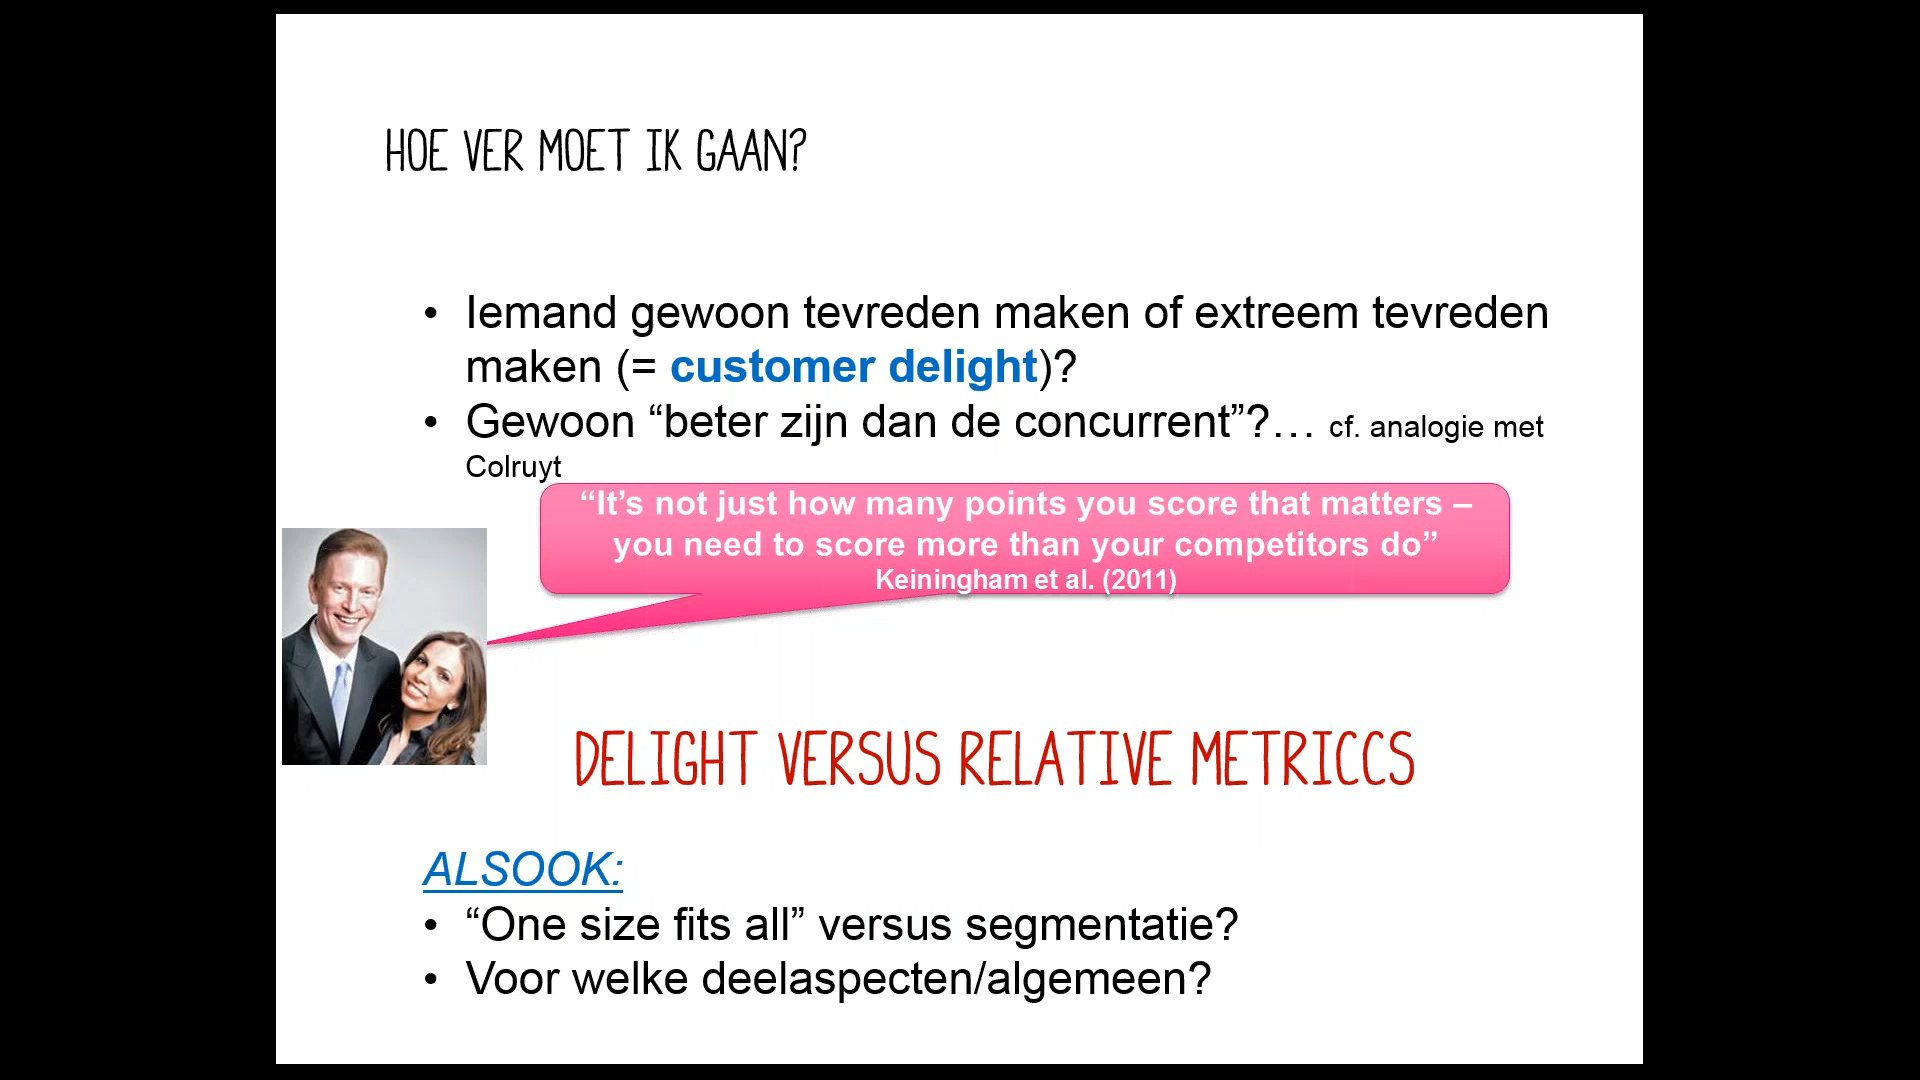 HOE VER MOET IK GAAN?
• Iemand gewoon tevreden maken of extreem tevreden
maken (= customer delight)?
• Gewoon “beter zijn dan de concurrent”?… cf. analogie met
Colruyt
“It’s not just how many points you score that matters –
you need to score more than your competitors do”
Keiningham et al. (2011)
DELIGHT VERSUS RELATIVE METRICCS
ALSOOK:
• “One size fits all” versus segmentatie?
• Voor welke deelaspecten/algemeen?